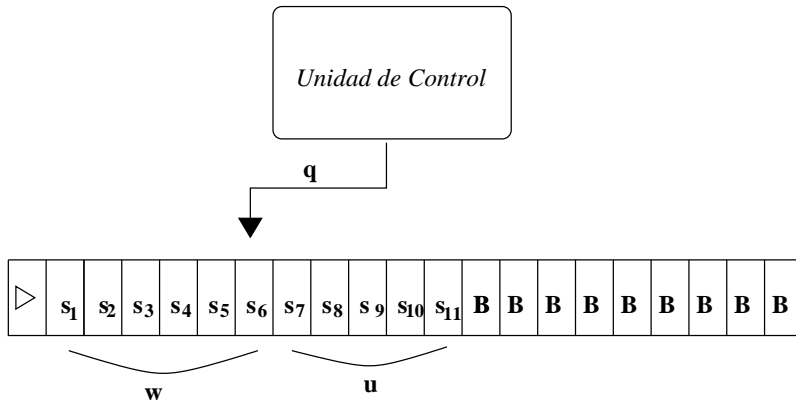 Unidad de Control
q
▷ s1 s2 s3 s4 s5 s6 s7 s8 s9 s10 s11 B B B B B B B B B
w u